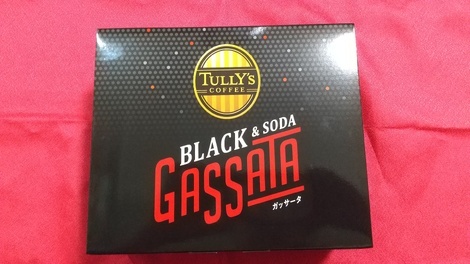 TULLY'S
COFFEE
BLACK & SODA
GASSATA
ガッサータ